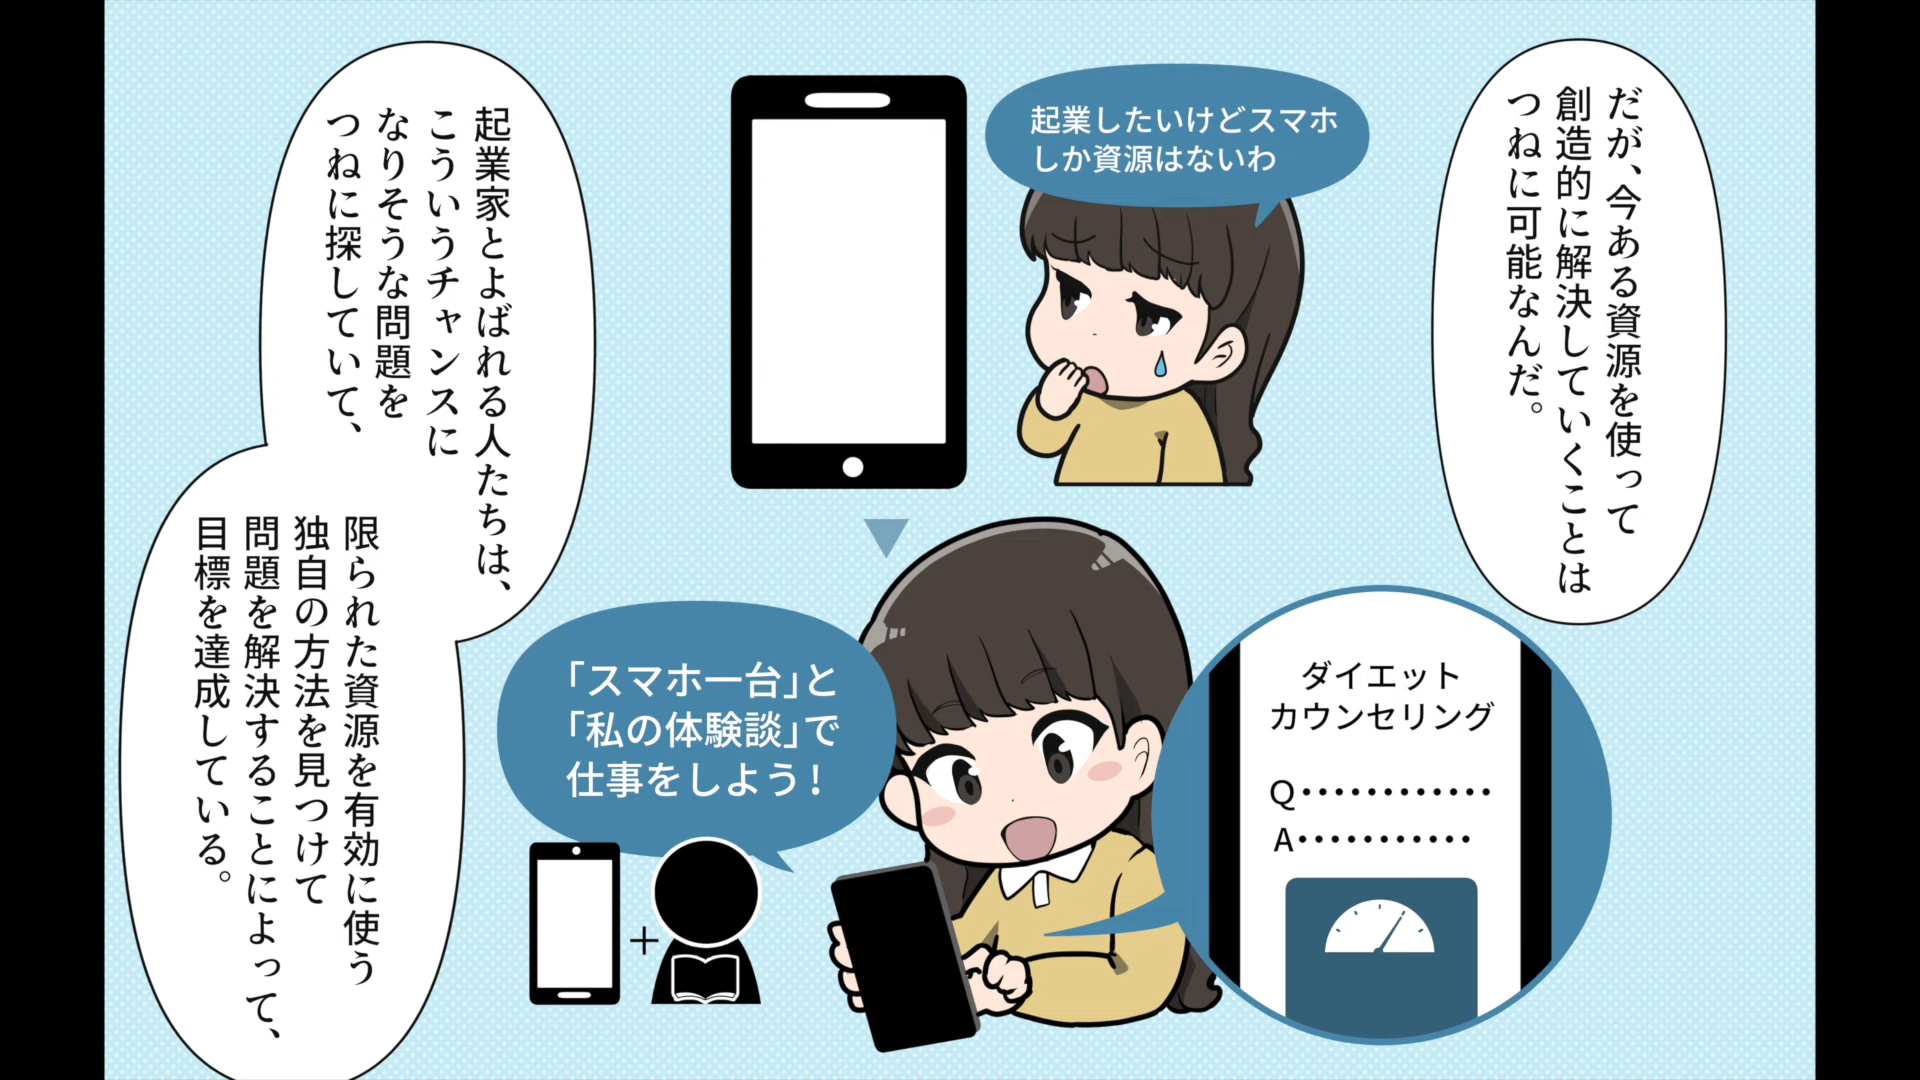 だが、今ある資源を使って
創造的に解決していくことは
つねに可能なんだ。
起業したいけどスマホ
しか資源はないわ
起業家とよばれる人たちは、
こういうチャンスに
なりそうな問題を
つねに探していて、
限られた資源を有効に使う
独自の方法を見つけて
問題を解決することによって、
目標を達成している。
「スマホ一台」と
「私の体験談」で
仕事をしよう!
+
ダイエット
カウンセリング
Q・・・・・・・・・・・・
A・・・・・・・・・・・